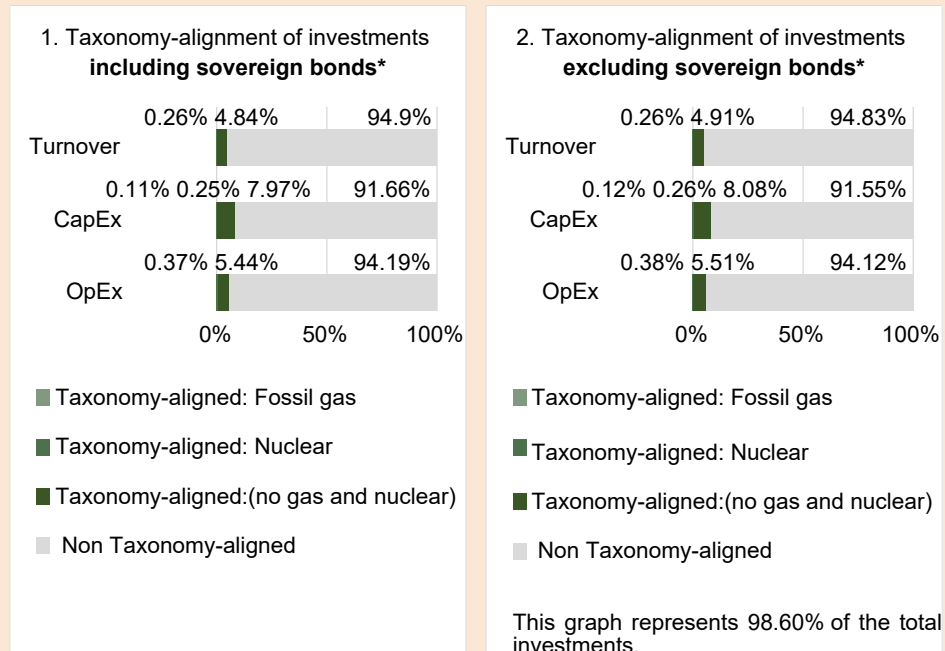 1. Taxonomy-alignment of investments
including sovereign bonds*
0.26% 4.84% 94.9%
Turnover
0.11% 0.25% 7.97% 91.66%
CapEx
0.37% 5.44% 94.19%
OpEx
0% 50% 100%
Taxonomy-aligned: Fossil gas
Taxonomy-aligned: Nuclear
Taxonomy-aligned:(no gas and nuclear)
Non Taxonomy-aligned
2. Taxonomy-alignment of investments
excluding sovereign bonds*
0.26% 4.91% 94.83%
Turnover
0.12% 0.26% 8.08% 91.55%
CapEx
0.38% 5.51% 94.12%
OpEx
0% 50% 100%
Taxonomy-aligned: Fossil gas
Taxonomy-aligned: Nuclear
Taxonomy-aligned:(no gas and nuclear)
Non Taxonomy-aligned
This graph represents 98.60% of the total
investments.